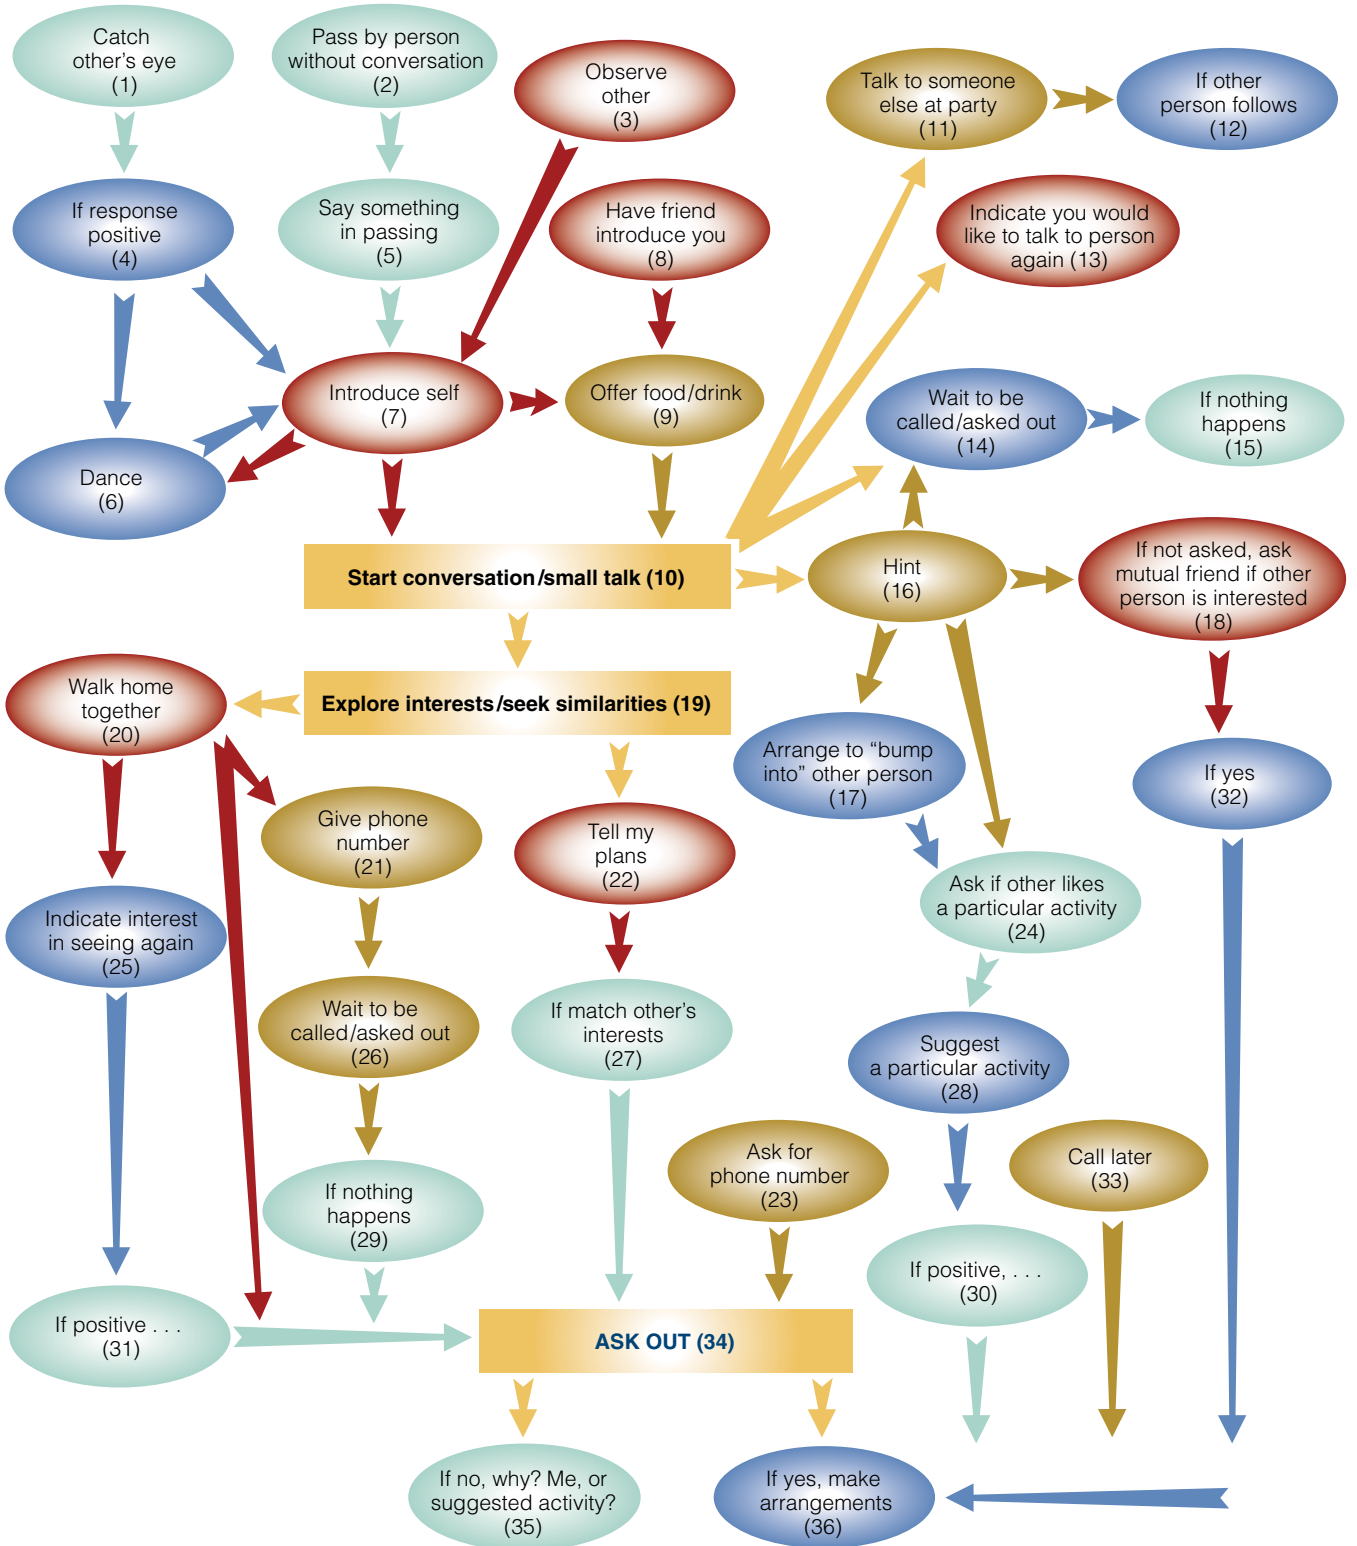 Catch
other's eye
(1)
Pass by person
without conversation
(2)
Observe
other
(3)
Talk to someone
else at party
(11)
If other
person follows
(12)
If response
positive
(4)
Say something
in passing
(5)
Have friend
introduce you
(8)
Indicate you would
like to talk to person
again (13)
Introduce self
(7)
Offer food/drink
(9)
Wait to be
called/asked out
(14)
If nothing
happens
(15)
Dance
(6)
Start conversation/small talk (10)
Hint
(16)
If not asked, ask
mutual friend if other
person is interested
(18)
Walk home
together
(20)
Explore interests/seek similarities (19)
Arrange to “bump
into” other person
(17)
If yes
(32)
Give phone
number
(21)
Tell my
plans
(22)
Ask if other likes
a particular activity
(24)
Indicate interest
in seeing again
(25)
Wait to be
called/asked out
(26)
If match other's
interests
(27)
Suggest
a particular activity
(28)
Ask for
phone number
(23)
Call later
(33)
If nothing
happens
(29)
If positive, . . .
(30)
If positive . . .
(31)
ASK OUT (34)
If no, why? Me, or
suggested activity?
(35)
If yes, make
arrangements
(36)